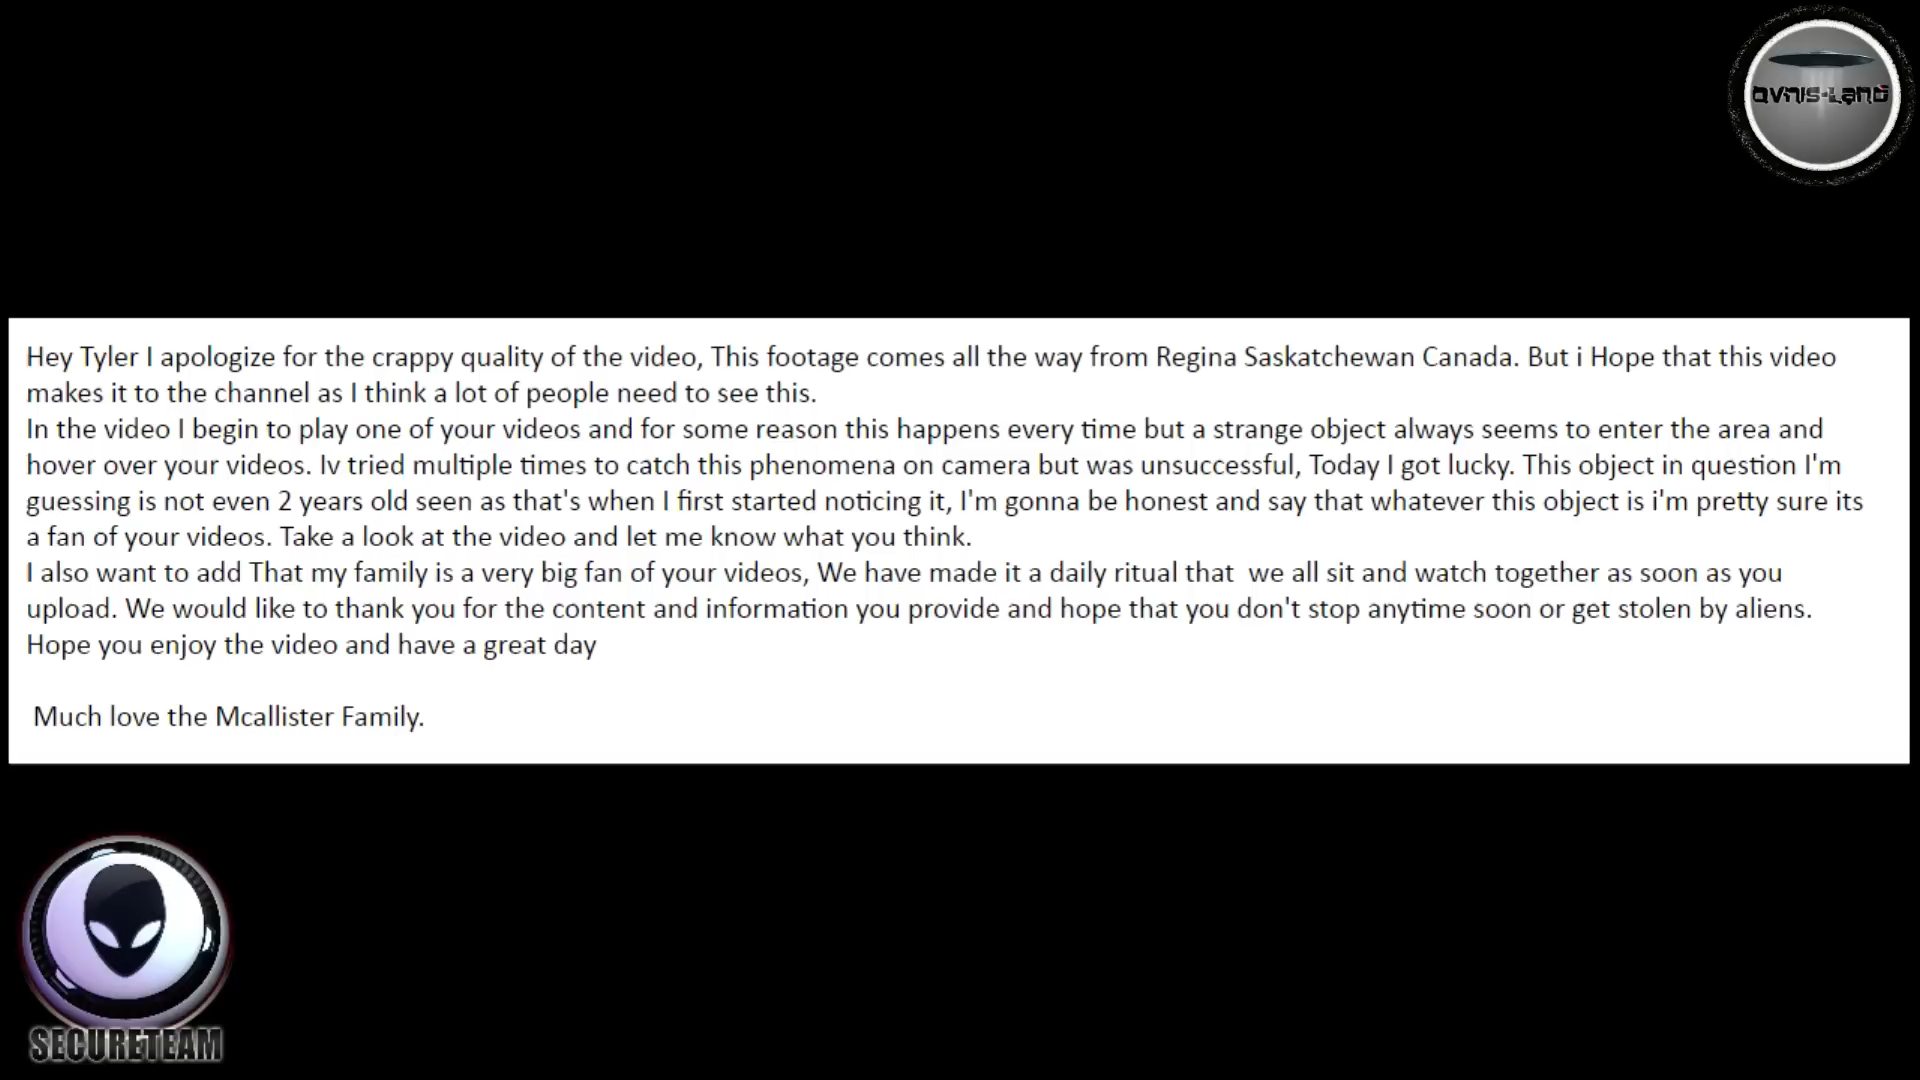 OVNIS-LAND
Hey Tyler I apologize for the crappy quality of the video, This footage comes all the way from Regina Saskatchewan Canada. But i Hope that this video
makes it to the channel as I think a lot of people need to see this.
In the video I begin to play one of your videos and for some reason this happens every time but a strange object always seems to enter the area and
hover over your videos. Iv tried multiple times to catch this phenomena on camera but was unsuccessful, Today I got lucky. This object in question I'm
guessing is not even 2 years old seen as that's when I first started noticing it, I'm gonna be honest and say that whatever this object is i'm pretty sure its
a fan of your videos. Take a look at the video and let me know what you think.
I also want to add That my family is a very big fan of your videos, We have made it a daily ritual that  we all sit and watch together as soon as you
upload. We would like to thank you for the content and information you provide and hope that you don't stop anytime soon or get stolen by aliens.
Hope you enjoy the video and have a great day
Much love the Mcallister Family.
SECURETEAM